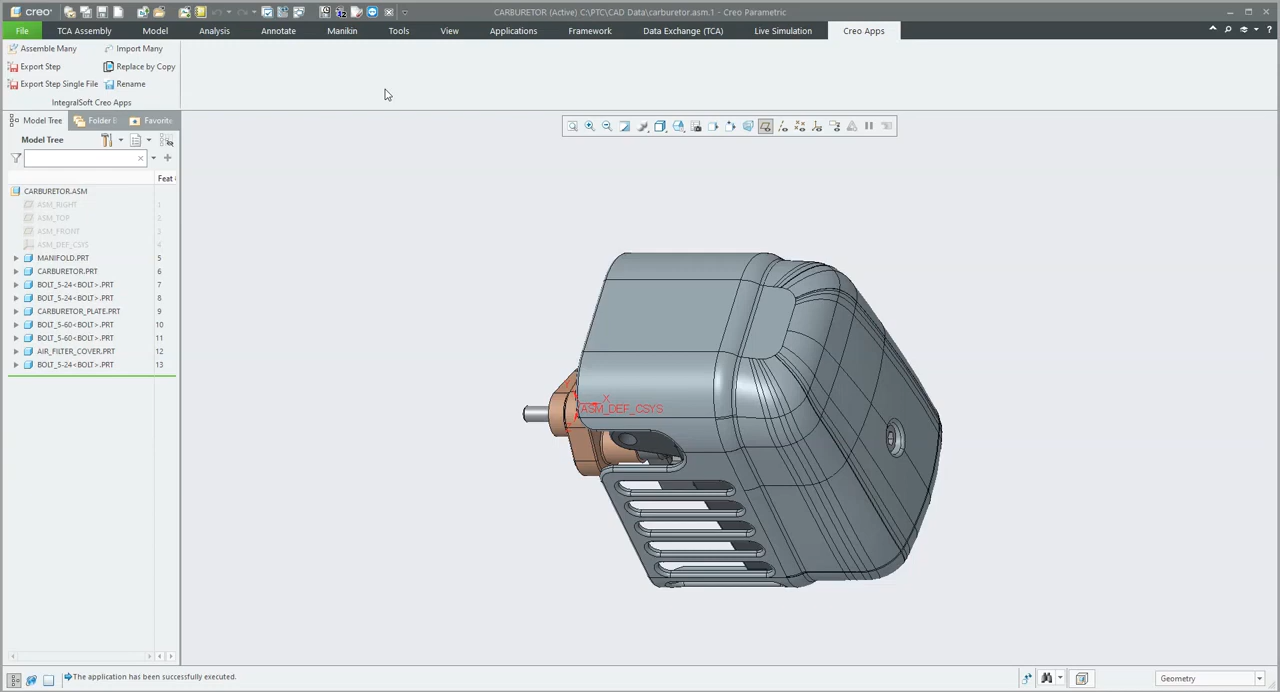 creo
CARBURETOR (Active) C:\PTC\CAD Data\carburetor.asm.1 - Creo Parametric
File TCA Assembly Model Analysis Annotate Manikin Tools View Applications Framework Data Exchange (TCA) Live Simulation Creo Apps
Assemble Many Import Many
Export Step Replace by Copy
Export Step Single File Rename
IntegralSoft Creo Apps
Model Tree Folder Favorite
Model Tree
Feat
CARBURETOR.ASM
ASM_RIGHT 1
ASM_TOP 2
ASM_FRONT 3
ASM_DEF_CSYS 4
MANIFOLD.PRT 5
CARBURETOR.PRT 6
BOLT_5-24<BOLT>.PRT 7
BOLT_5-24<BOLT>.PRT 8
CARBURETOR_PLATE.PRT 9
BOLT_5-60<BOLT>.PRT 10
BOLT_5-60<BOLT>.PRT 11
AIR_FILTER_COVER.PRT 12
BOLT_5-24<BOLT>.PRT 13
X
ASM_DEF_CSYS
The application has been successfully executed.
Geometry